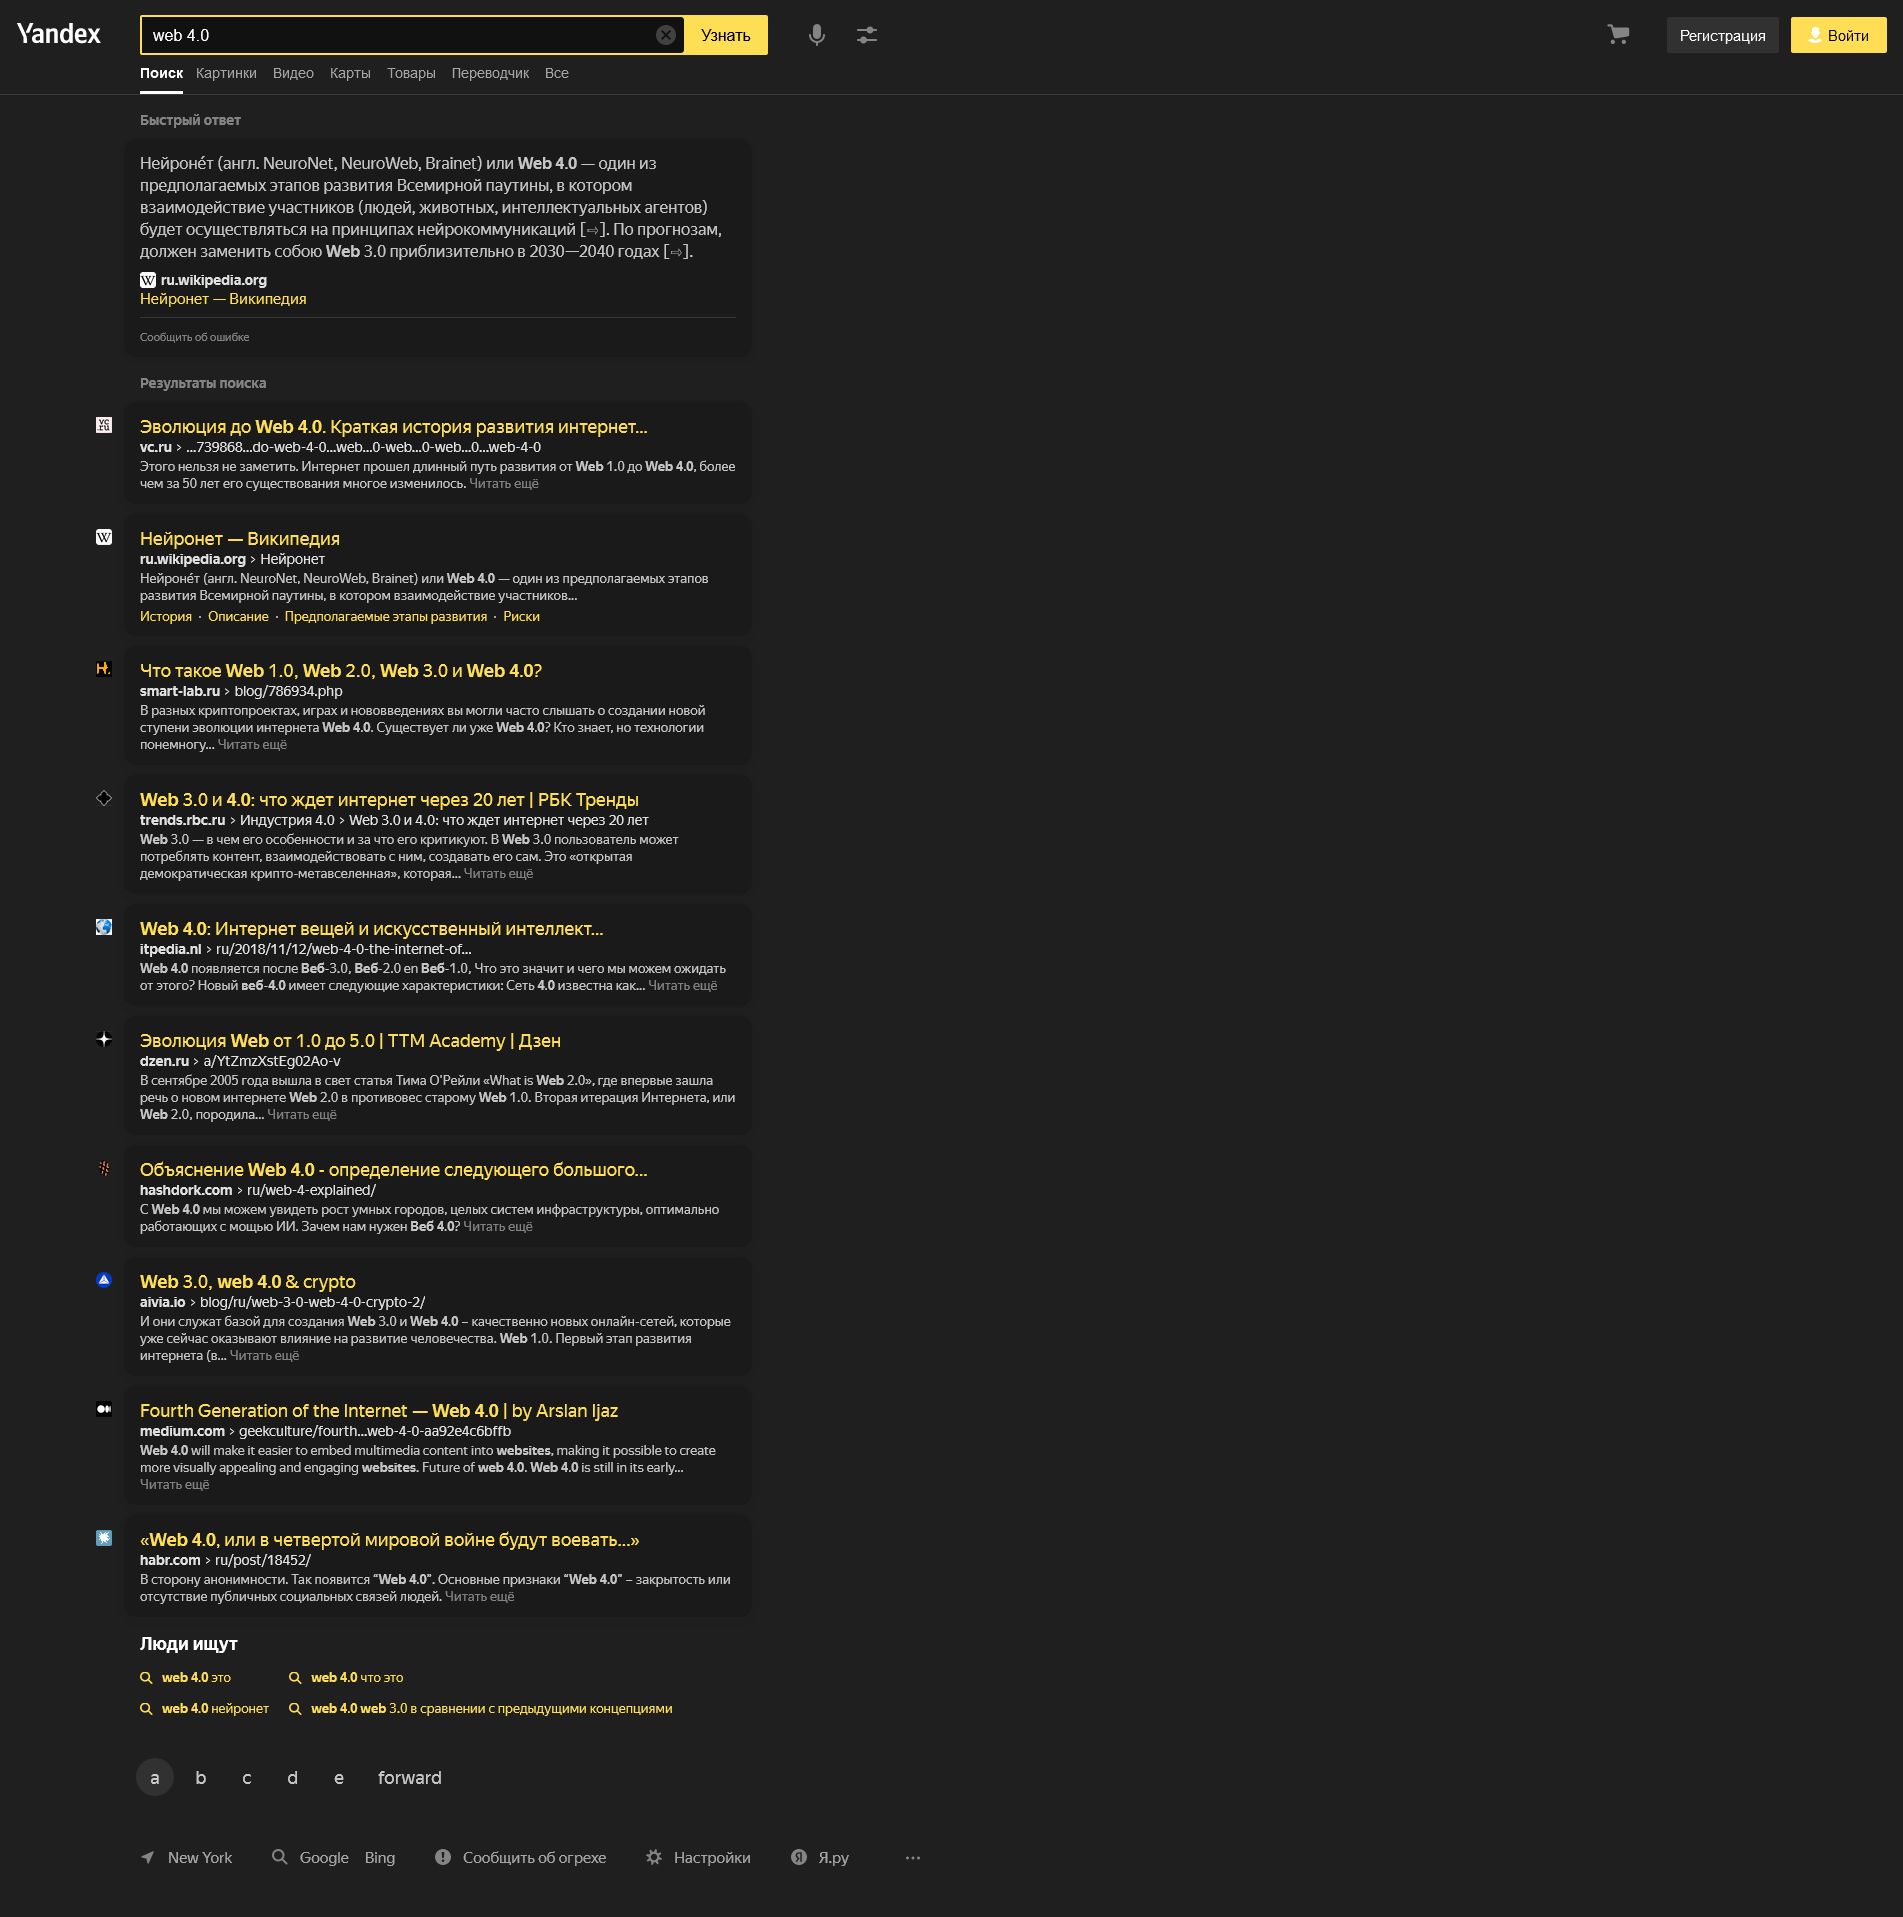 Yandex
web 4.0
Узнать
Регистрация
Войти
Поиск Картинки Видео Карты Товары Переводчик Все
Быстрый ответ
Нейроне́т (англ. NeuroNet, NeuroWeb, Brainet) или Web 4.0 — один из
предполагаемых этапов развития Всемирной паутины, в котором
взаимодействие участников (людей, животных, интеллектуальных агентов)
будет осуществляться на принципах нейрокоммуникаций [⇨]. По прогнозам,
должен заменить собою Web 3.0 приблизительно в 2030—2040 годах [⇨].
W ru.wikipedia.org
Нейронет — Википедия
Сообщить об ошибке
Результаты поиска
vc ru
Эволюция до Web 4.0. Краткая история развития интернет...
vc.ru › ...739868...do-web-4-0...web...0-web...0-web...0...web-4-0
Этого нельзя не заметить. Интернет прошел длинный путь развития от Web 1.0 до Web 4.0, более
чем за 50 лет его существования многое изменилось. Читать ещё
W
Нейронет — Википедия
ru.wikipedia.org › Нейронет
Нейроне́т (англ. NeuroNet, NeuroWeb, Brainet) или Web 4.0 — один из предполагаемых этапов
развития Всемирной паутины, в котором взаимодействие участников...
История · Описание · Предполагаемые этапы развития · Риски
Что такое Web 1.0, Web 2.0, Web 3.0 и Web 4.0?
smart-lab.ru › blog/786934.php
В разных криптопроектах, играх и нововведениях вы могли часто слышать о создании новой
ступени эволюции интернета Web 4.0. Существует ли уже Web 4.0? Кто знает, но технологии
понемногу... Читать ещё
Web 3.0 и 4.0: что ждет интернет через 20 лет | РБК Тренды
trends.rbc.ru › Индустрия 4.0 › Web 3.0 и 4.0: что ждет интернет через 20 лет
Web 3.0 — в чем его особенности и за что его критикуют. В Web 3.0 пользователь может
потреблять контент, взаимодействовать с ним, создавать его сам. Это «открытая
демократическая крипто-метавселенная», которая... Читать ещё
Web 4.0: Интернет вещей и искусственный интеллект...
itpedia.nl › ru/2018/11/12/web-4-0-the-internet-of...
Web 4.0 появляется после Веб-3.0, Веб-2.0 en Веб-1.0, Что это значит и чего мы можем ожидать
от этого? Новый веб-4.0 имеет следующие характеристики: Сеть 4.0 известна как... Читать ещё
Эволюция Web от 1.0 до 5.0 | TTM Academy | Дзен
dzen.ru › a/YtZmzXstEg02Ao-v
В сентябре 2005 года вышла в свет статья Тима О'Рейли «What is Web 2.0», где впервые зашла
речь о новом интернете Web 2.0 в противовес старому Web 1.0. Вторая итерация Интернета, или
Web 2.0, породила... Читать ещё
Объяснение Web 4.0 - определение следующего большого...
hashdork.com › ru/web-4-explained/
С Web 4.0 мы можем увидеть рост умных городов, целых систем инфраструктуры, оптимально
работающих с мощью ИИ. Зачем нам нужен Веб 4.0? Читать ещё
Web 3.0, web 4.0 & crypto
aivia.io › blog/ru/web-3-0-web-4-0-crypto-2/
И они служат базой для создания Web 3.0 и Web 4.0 – качественно новых онлайн-сетей, которые
уже сейчас оказывают влияние на развитие человечества. Web 1.0. Первый этап развития
интернета (в... Читать ещё
Fourth Generation of the Internet — Web 4.0 | by Arslan Ijaz
medium.com › geekculture/fourth...web-4-0-aa92e4c6bffb
Web 4.0 will make it easier to embed multimedia content into websites, making it possible to create
more visually appealing and engaging websites. Future of web 4.0. Web 4.0 is still in its early...
Читать ещё
«Web 4.0, или в четвертой мировой войне будут воевать...»
habr.com › ru/post/18452/
В сторону анонимности. Так появится “Web 4.0”. Основные признаки “Web 4.0” – закрытость или
отсутствие публичных социальных связей людей. Читать ещё
Люди ищут
web 4.0 это web 4.0 что это
web 4.0 нейронет web 4.0 web 3.0 в сравнении с предыдущими концепциями
a b c d e forward
New York Google Bing Сообщить об огрехе Настройки Я.ру ...